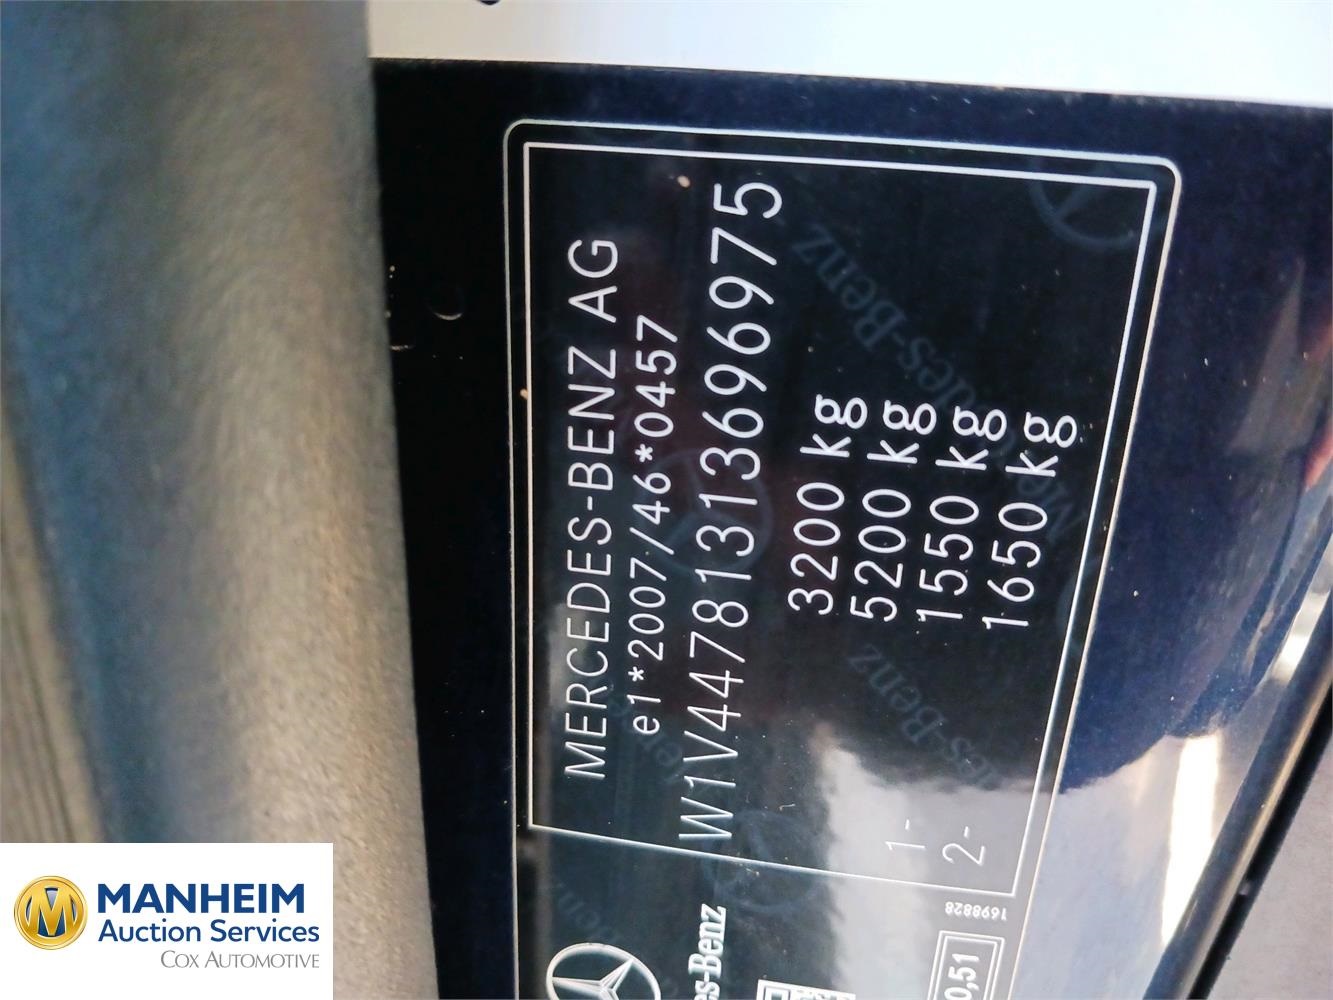 MERCEDES-BENZ AG
e1*2007/46*0457
W1V44781313696975
3200 kg
5200 kg
1- 1550 kg
2- 1650 kg
1698828
0,51
MANHEIM
Auction Services
COX AUTOMOTIVE